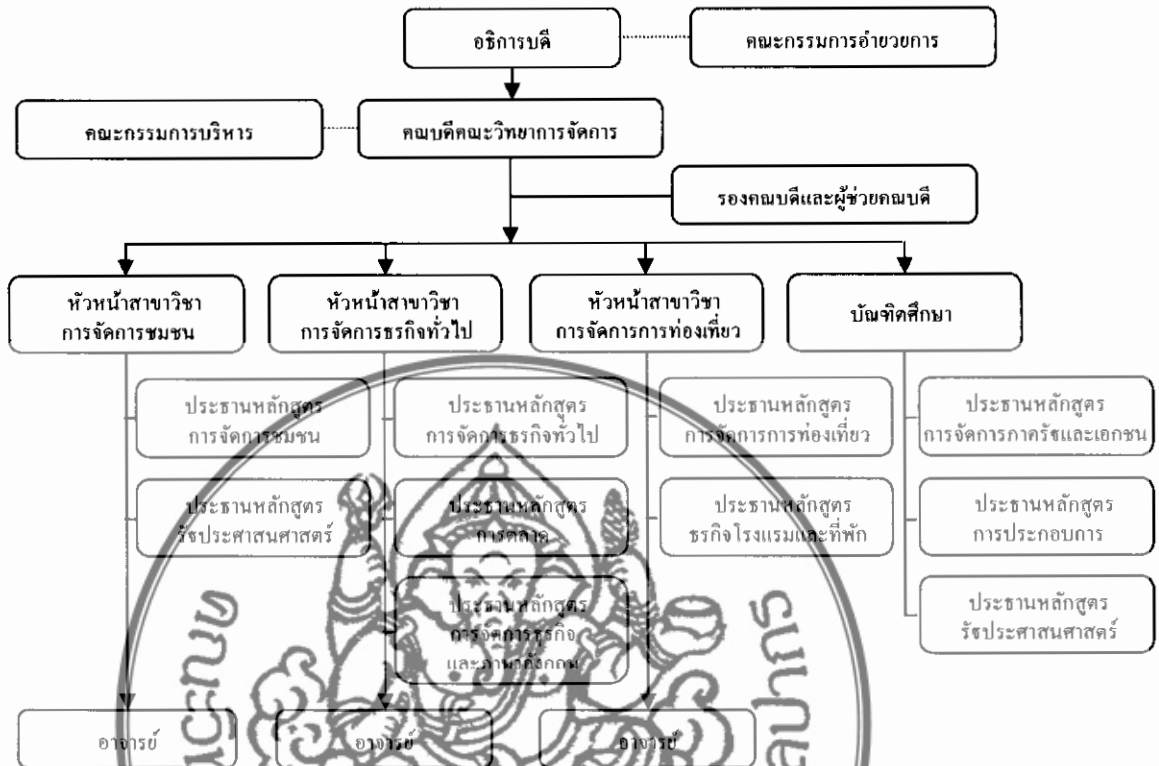 อธิการบดี
คณะกรรมการอำนวยการ
คณะกรรมการบริหาร
คณบดีคณะวิทยาการจัดการ
รองคณบดีและผู้ช่วยคณบดี
หัวหน้าสาขาวิชา
การจัดการชุมชน
หัวหน้าสาขาวิชา
การจัดการธุรกิจทั่วไป
หัวหน้าสาขาวิชา
การจัดการการท่องเที่ยว
บัณฑิตศึกษา
ประธานหลักสูตร
การจัดการชุมชน
ประธานหลักสูตร
การจัดการธุรกิจทั่วไป
ประธานหลักสูตร
การจัดการการท่องเที่ยว
ประธานหลักสูตร
การจัดการภาครัฐและเอกชน
ประธานหลักสูตร
รัฐประศาสนศาสตร์
ประธานหลักสูตร
การตลาด
ประธานหลักสูตร
ธุรกิจโรงแรมและที่พัก
ประธานหลักสูตร
การประกอบการ
ประธานหลักสูตร
การจัดการธุรกิจ
และภาษาอังกฤษ
ประธานหลักสูตร
รัฐประศาสนศาสตร์
อาจารย์
อาจารย์
อาจารย์